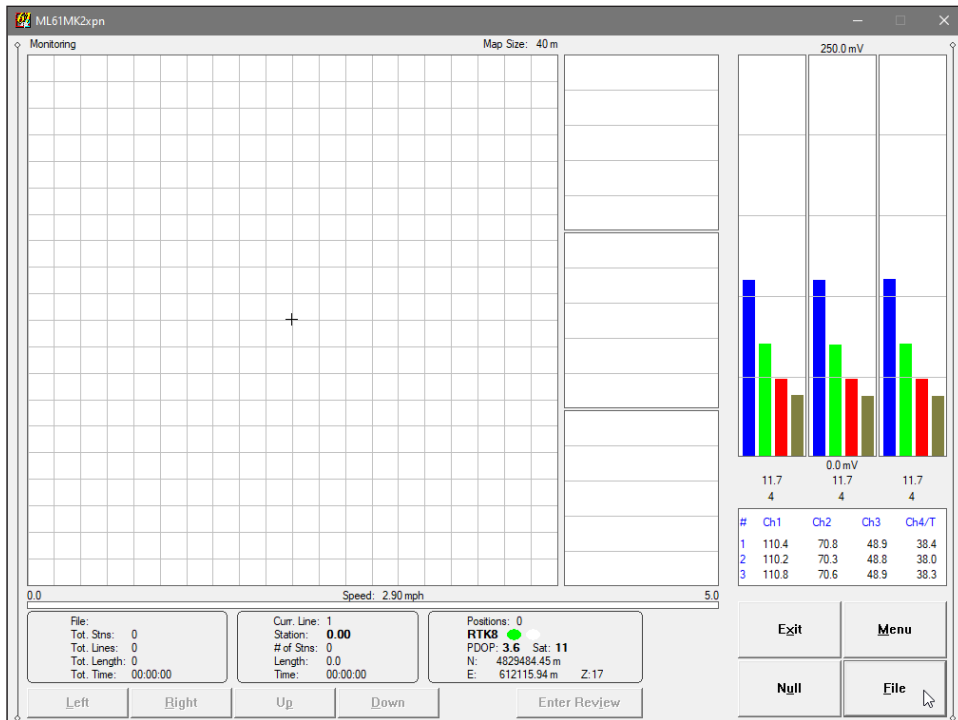 ML61MK2xpn
Monitoring Map Size: 40 m
250.0 mV
0.0 mV
11.7 11.7 11.7
4 4 4
# Ch1 Ch2 Ch3 Ch4/T
1 110.4 70.8 48.9 38.4
2 110.2 70.3 48.8 38.0
3 110.8 70.6 48.9 38.3
0.0 Speed: 2.90 mph 5.0
File:
Tot. Stns: 0
Tot. Lines: 0
Tot. Length: 0
Tot. Time: 00:00:00
Curr. Line: 1
Station: 0.00
# of Stns: 0
Length: 0.0
Time: 00:00:00
Positions: 0
RTK8
PDOP: 3.6 Sat: 11
N: 4829484.45 m
E: 612115.94 m Z:17
Exit Menu
Null File
Left Right Up Down Enter Review